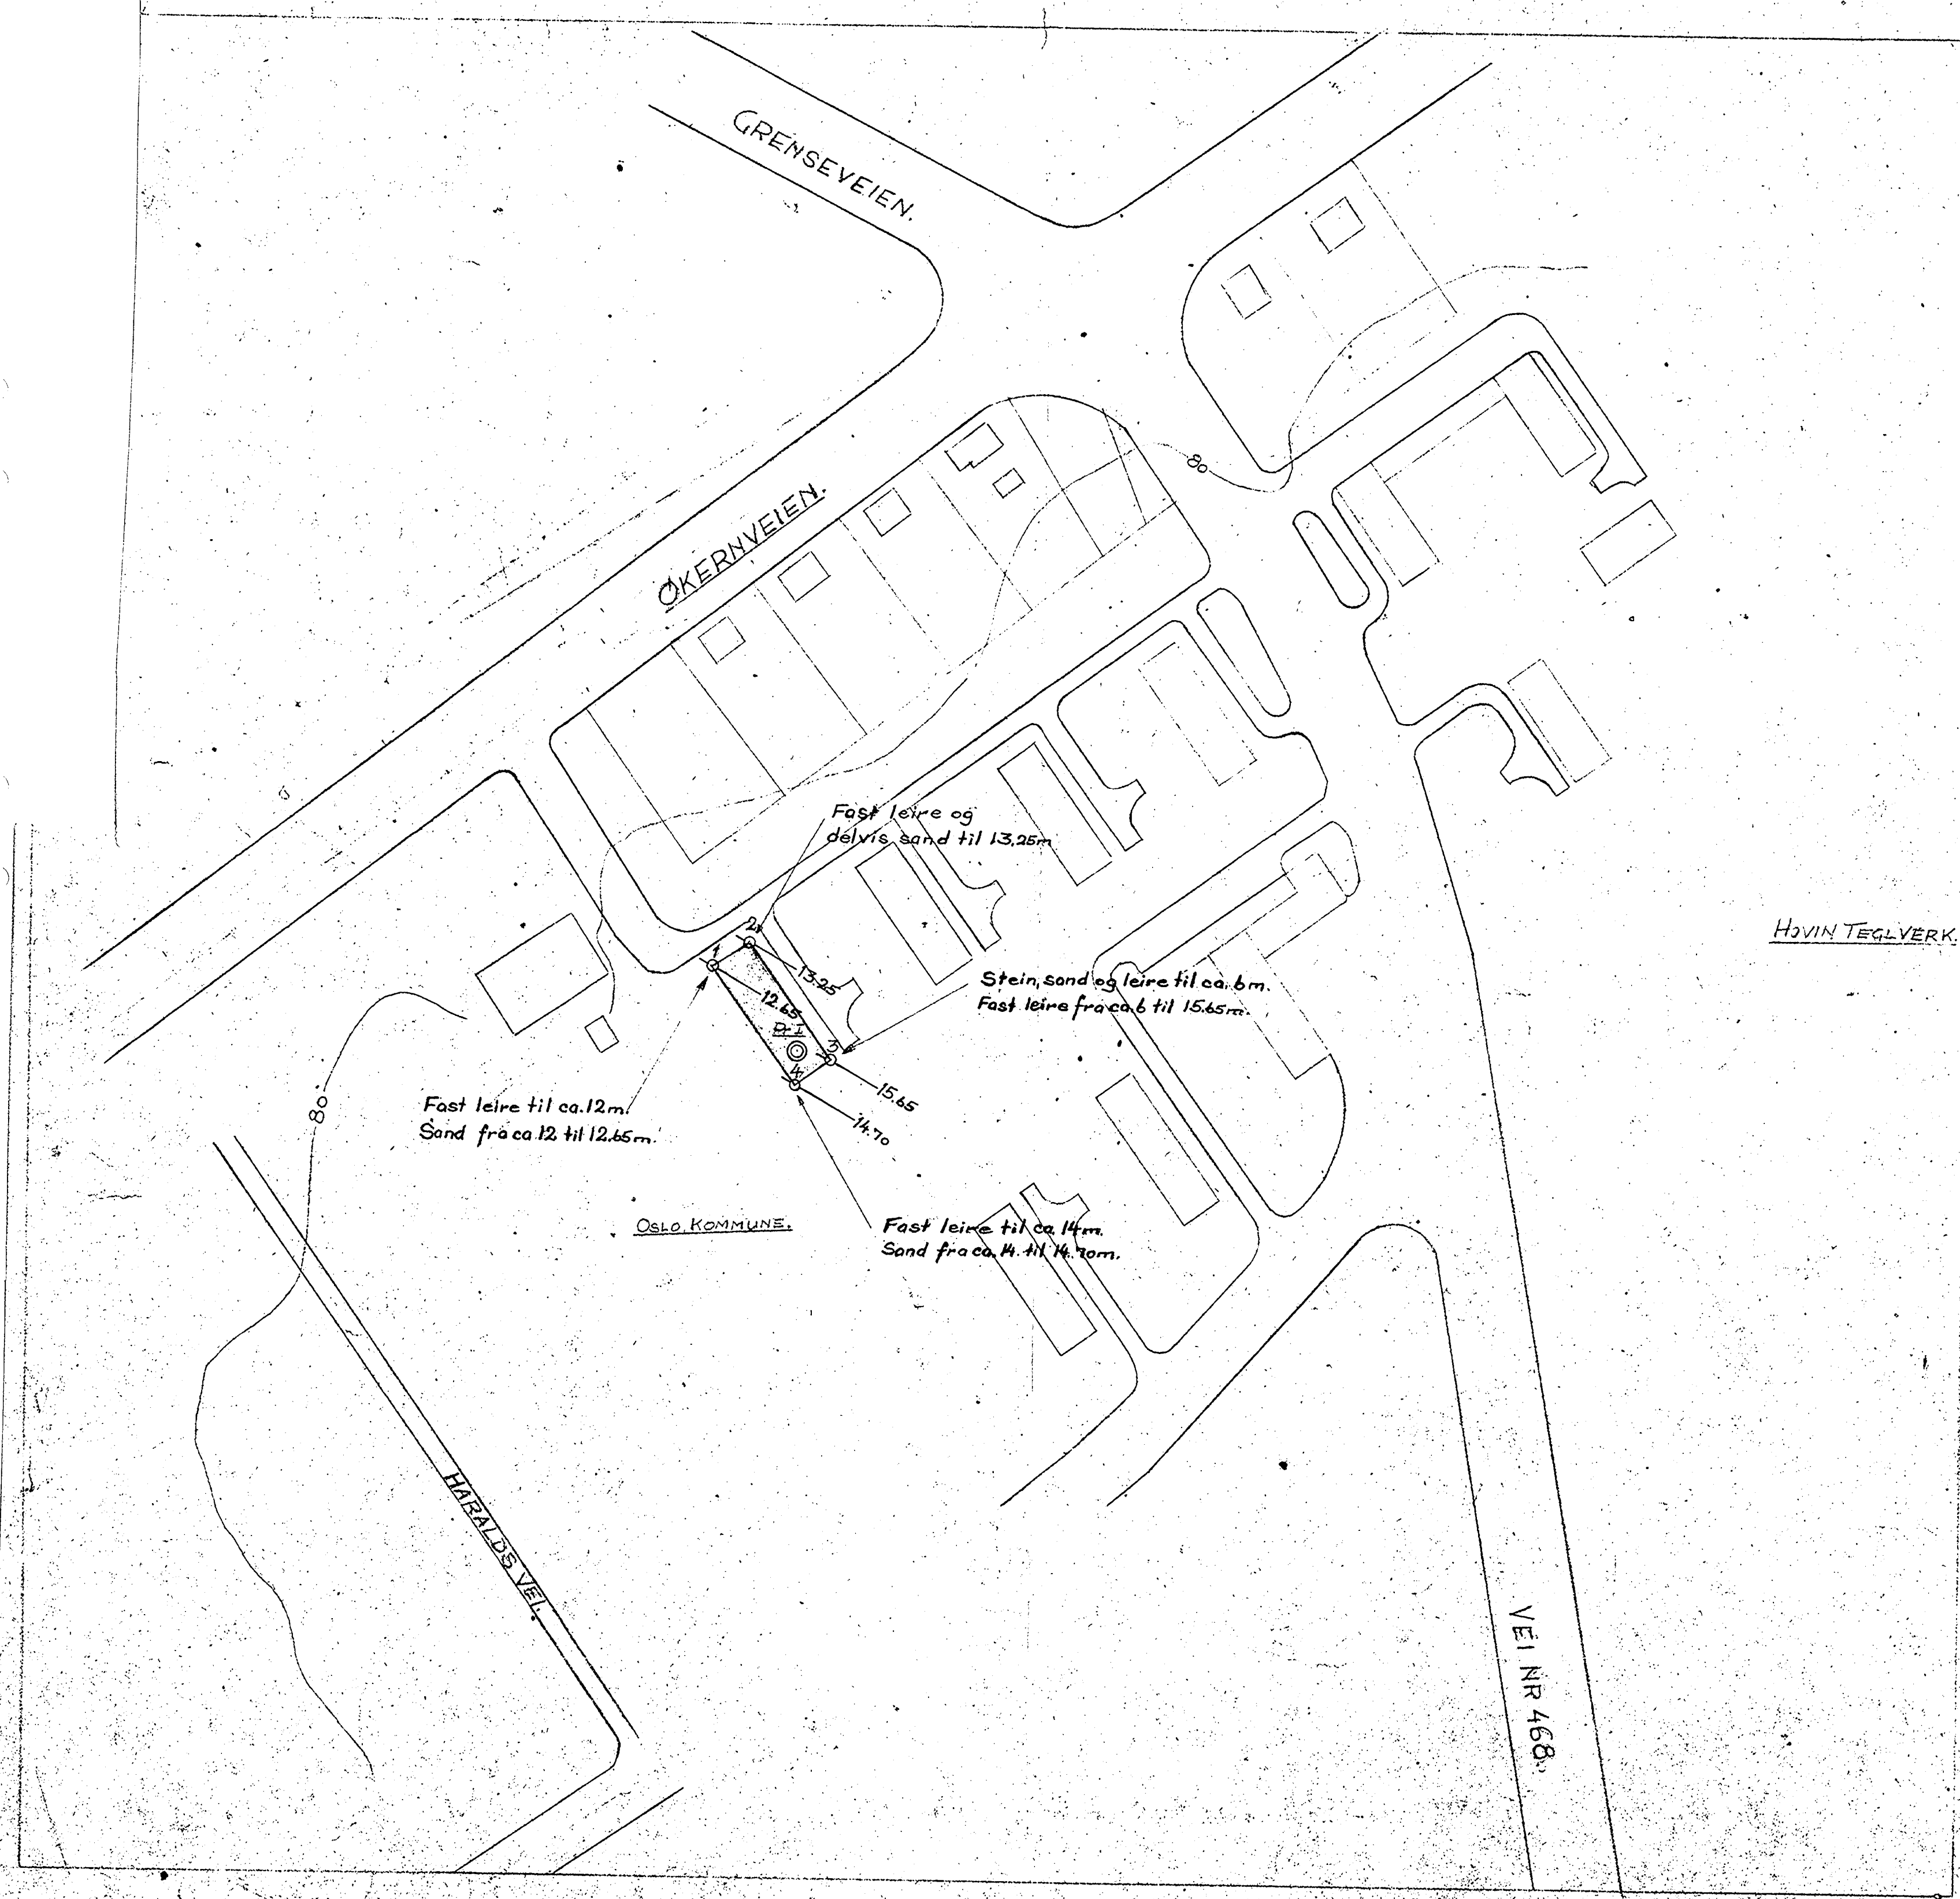 GRENSEVEIEN.
80
ØKERNVEIEN.
Fast leire og
delvis sand til 13.25m
HOVIN TEGLVERK.
2
1
13.25
12.65
Stein, sand og leire til ca. 6m.
Fast leire fra ca. 6 til 15.65m.
3
4
15.65
14.70
80
Fast leire til ca. 12m.
Sand fra ca. 12 til 12.65m.
OSLO KOMMUNE.
Fast leire til ca. 14m.
Sand fra ca. 14. til 14.70m.
HARALDS VEI.
VEI NR 468.